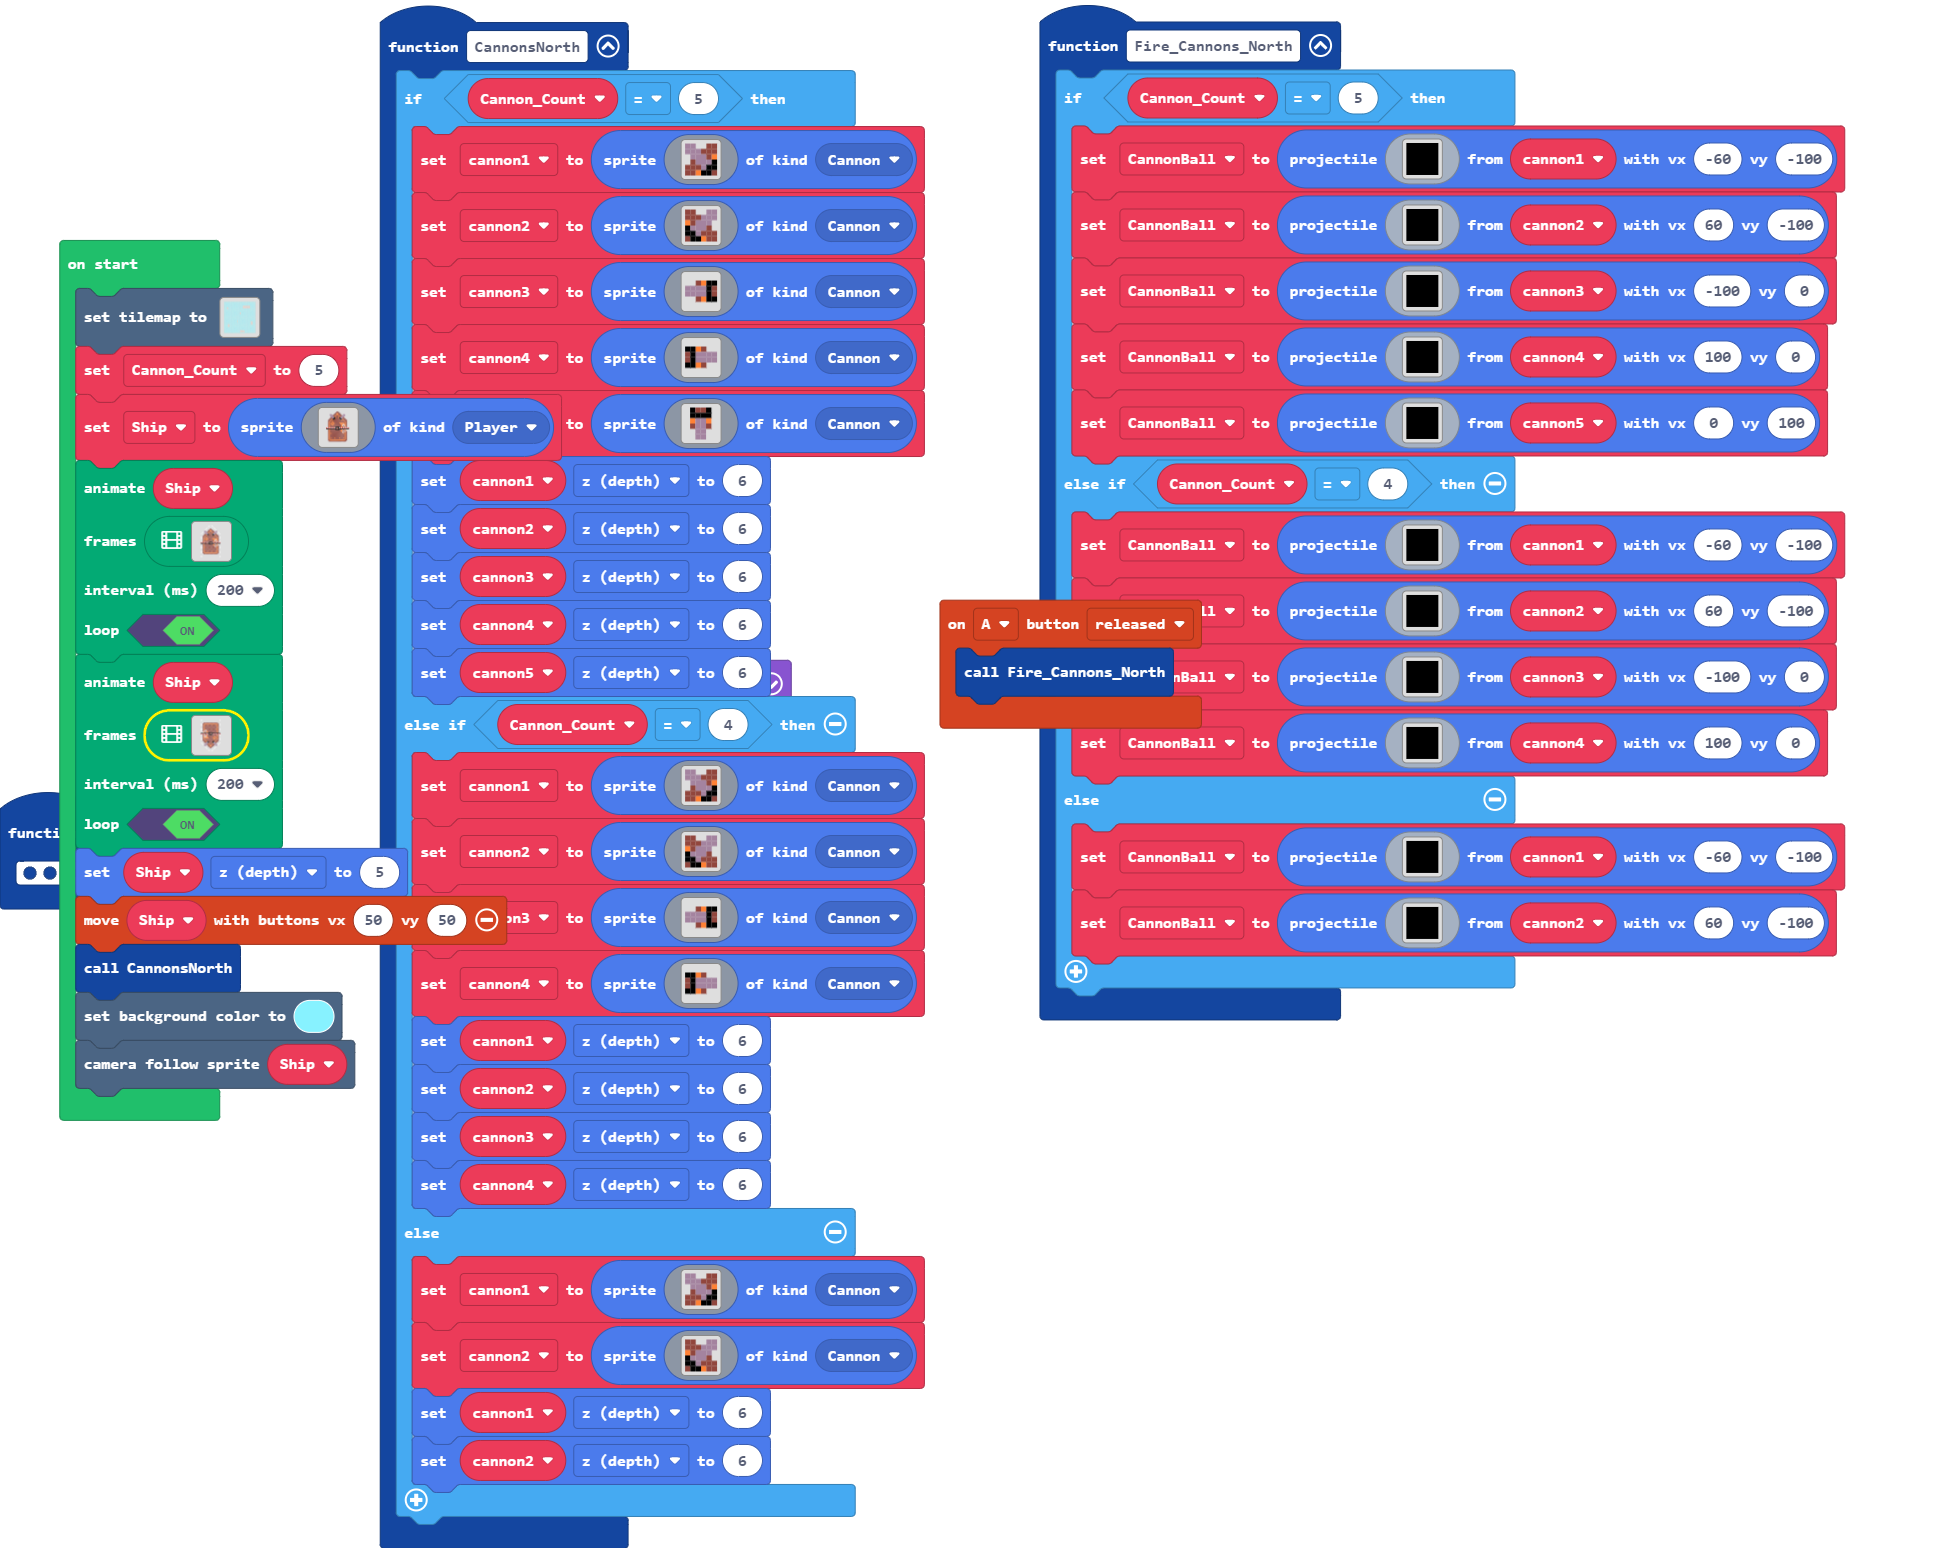 on start
set tilemap to
set Cannon_Count to 5
set Ship to sprite of kind Player
animate Ship
frames
interval (ms) 200
loop ON
animate Ship
frames
interval (ms) 200
loop ON
set Ship z (depth) to 5
move Ship with buttons vx 50 vy 50
call CannonsNorth
set background color to
camera follow sprite Ship
functi
function CannonsNorth
if Cannon_Count = 5 then
set cannon1 to sprite of kind Cannon
set cannon2 to sprite of kind Cannon
set cannon3 to sprite of kind Cannon
set cannon4 to sprite of kind Cannon
to sprite of kind Cannon
set cannon1 z (depth) to 6
set cannon2 z (depth) to 6
set cannon3 z (depth) to 6
set cannon4 z (depth) to 6
set cannon5 z (depth) to 6
else if Cannon_Count = 4 then
set cannon1 to sprite of kind Cannon
set cannon2 to sprite of kind Cannon
on3 to sprite of kind Cannon
set cannon4 to sprite of kind Cannon
set cannon1 z (depth) to 6
set cannon2 z (depth) to 6
set cannon3 z (depth) to 6
set cannon4 z (depth) to 6
else
set cannon1 to sprite of kind Cannon
set cannon2 to sprite of kind Cannon
set cannon1 z (depth) to 6
set cannon2 z (depth) to 6
function Fire_Cannons_North
if Cannon_Count = 5 then
set CannonBall to projectile from cannon1 with vx -60 vy -100
set CannonBall to projectile from cannon2 with vx 60 vy -100
set CannonBall to projectile from cannon3 with vx -100 vy 0
set CannonBall to projectile from cannon4 with vx 100 vy 0
set CannonBall to projectile from cannon5 with vx 0 vy 100
else if Cannon_Count = 4 then
set CannonBall to projectile from cannon1 with vx -60 vy -100
ll to projectile from cannon2 with vx 60 vy -100
nBall to projectile from cannon3 with vx -100 vy 0
set CannonBall to projectile from cannon4 with vx 100 vy 0
else
set CannonBall to projectile from cannon1 with vx -60 vy -100
set CannonBall to projectile from cannon2 with vx 60 vy -100
on A button released
call Fire_Cannons_North